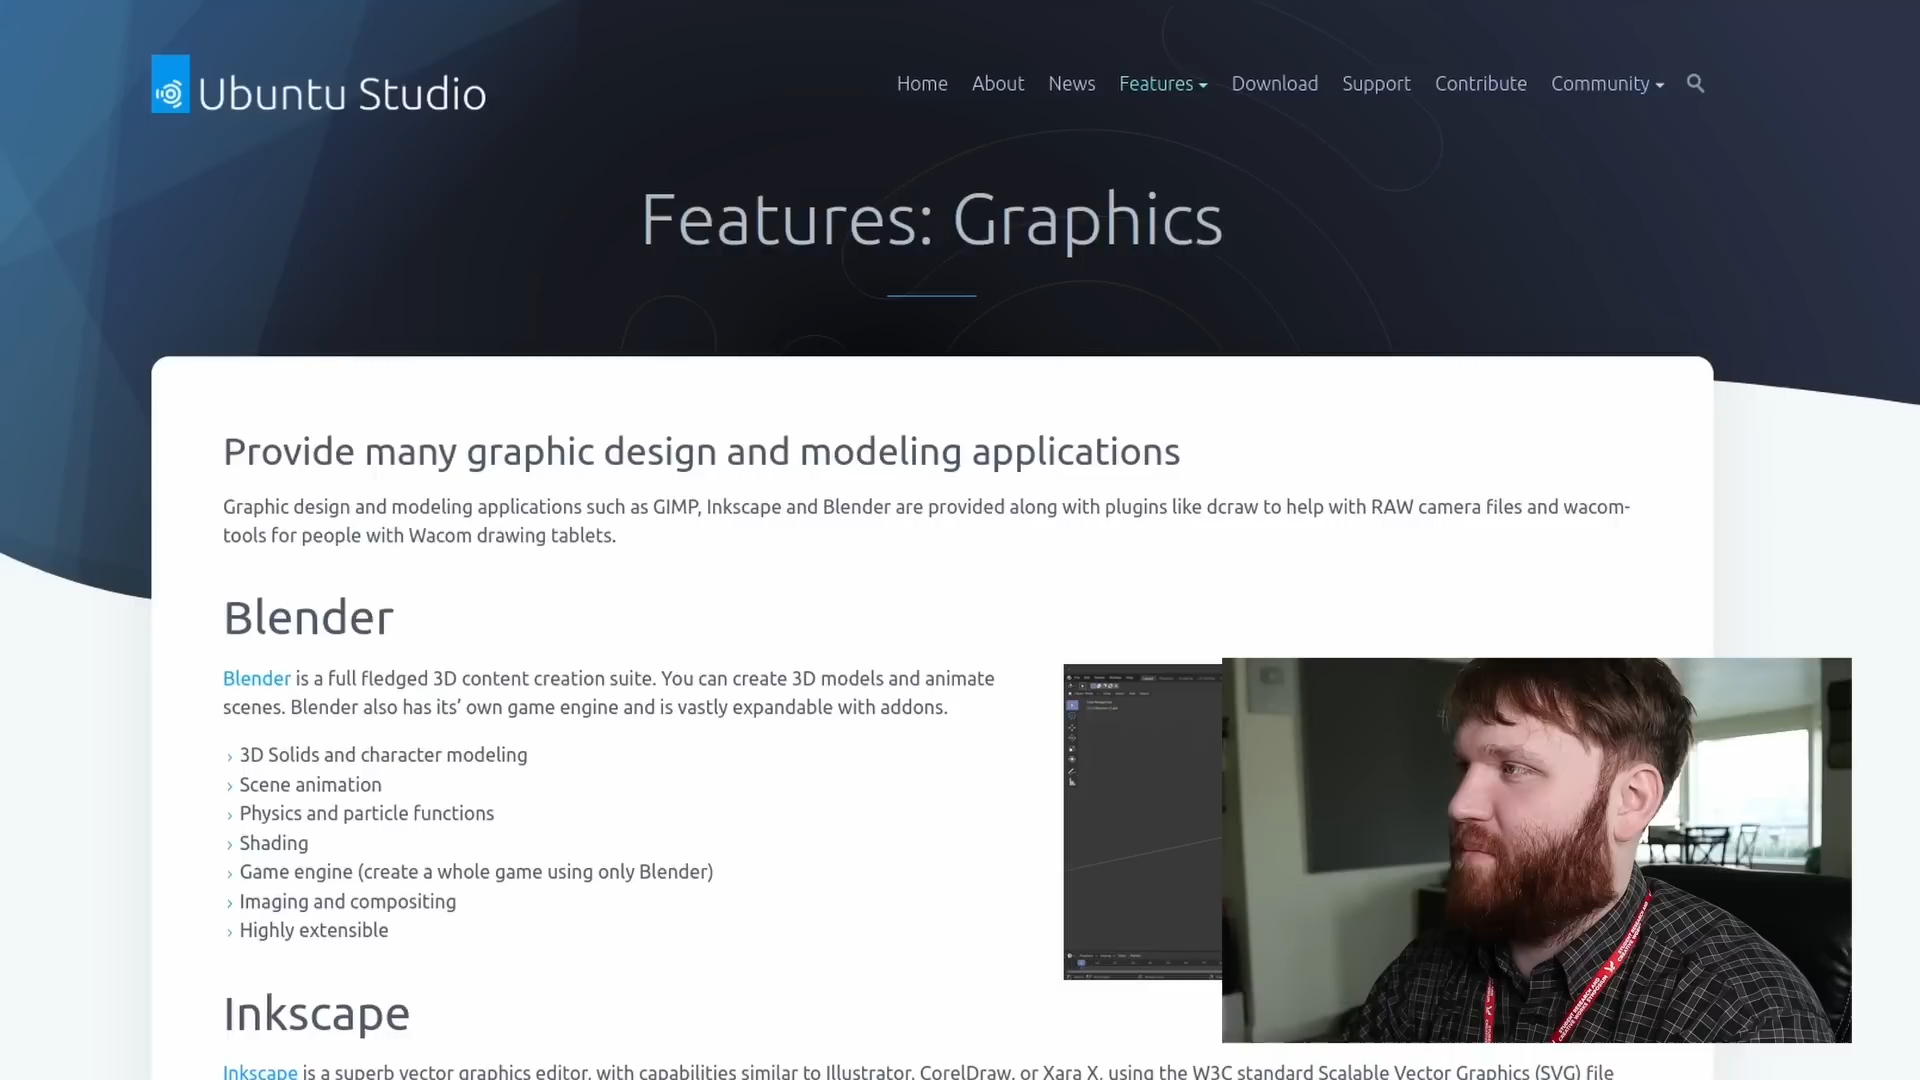 Ubuntu Studio
Home About News Features Download Support Contribute Community
Features: Graphics
Provide many graphic design and modeling applications
Graphic design and modeling applications such as GIMP, Inkscape and Blender are provided along with plugins like dcraw to help with RAW camera files and wacom-
tools for people with Wacom drawing tablets.
Blender
Blender is a full fledged 3D content creation suite. You can create 3D models and animate
scenes. Blender also has its’ own game engine and is vastly expandable with addons.
› 3D Solids and character modeling
› Scene animation
› Physics and particle functions
› Shading
› Game engine (create a whole game using only Blender)
› Imaging and compositing
› Highly extensible
STUDENT RESEARCH AND
CREATIVE WORKS SYMPOSIUM
Inkscape
Inkscape is a superb vector graphics editor, with capabilities similar to Illustrator, CorelDraw, or Xara X, using the W3C standard Scalable Vector Graphics (SVG) file